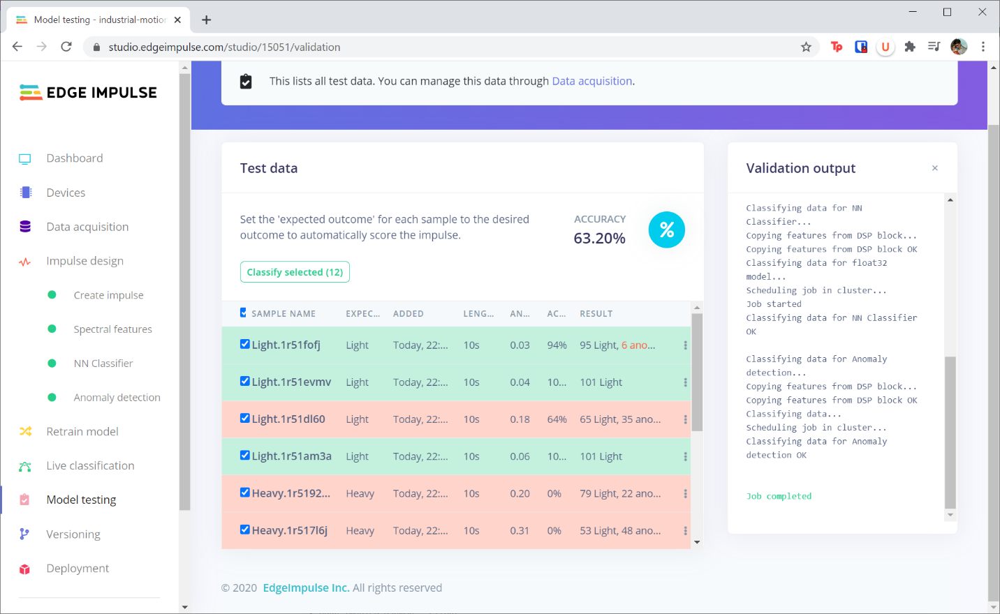 Model testing - industrial-motion
studio.edgeimpulse.com/studio/15051/validation
Tp
U
EDGE IMPULSE
Dashboard
Devices
Data acquisition
Impulse design
Create impulse
Spectral features
NN Classifier
Anomaly detection
Retrain model
Live classification
Model testing
Versioning
Deployment
This lists all test data. You can manage this data through Data acquisition.
Test data
Set the 'expected outcome' for each sample to the desired
outcome to automatically score the impulse.
ACCURACY
63.20%
%
Classify selected (12)
SAMPLE NAME EXPEC... ADDED LENG... AN... AC... RESULT
Light.1r51fofj Light Today, 22:... 10s 0.03 94% 95 Light, 6 ano...
Light.1r51evmv Light Today, 22:... 10s 0.04 10... 101 Light
Light.1r51dl60 Light Today, 22:... 10s 0.18 64% 65 Light, 35 ano...
Light.1r51am3a Light Today, 22:... 10s 0.06 10... 101 Light
Heavy.1r5192... Heavy Today, 22:... 10s 0.20 0% 79 Light, 22 ano...
Heavy.1r517l6j Heavy Today, 22:... 10s 0.31 0% 53 Light, 48 ano...
Validation output
Classifying data for NN
Classifier...
Copying features from DSP block...
Copying features from DSP block OK
Classifying data for float32
model...
Scheduling job in cluster...
Job started
Classifying data for NN Classifier
OK
Classifying data for Anomaly
detection...
Copying features from DSP block...
Copying features from DSP block OK
Classifying data...
Scheduling job in cluster...
Classifying data for Anomaly
detection OK
Job completed
© 2020 EdgeImpulse Inc. All rights reserved